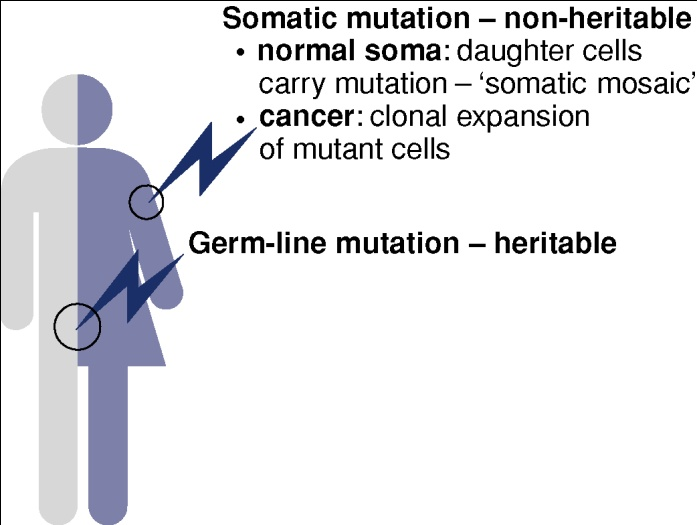 Somatic mutation – non-heritable
• normal soma: daughter cells
carry mutation – ‘somatic mosaic’
• cancer: clonal expansion
of mutant cells
Germ-line mutation – heritable